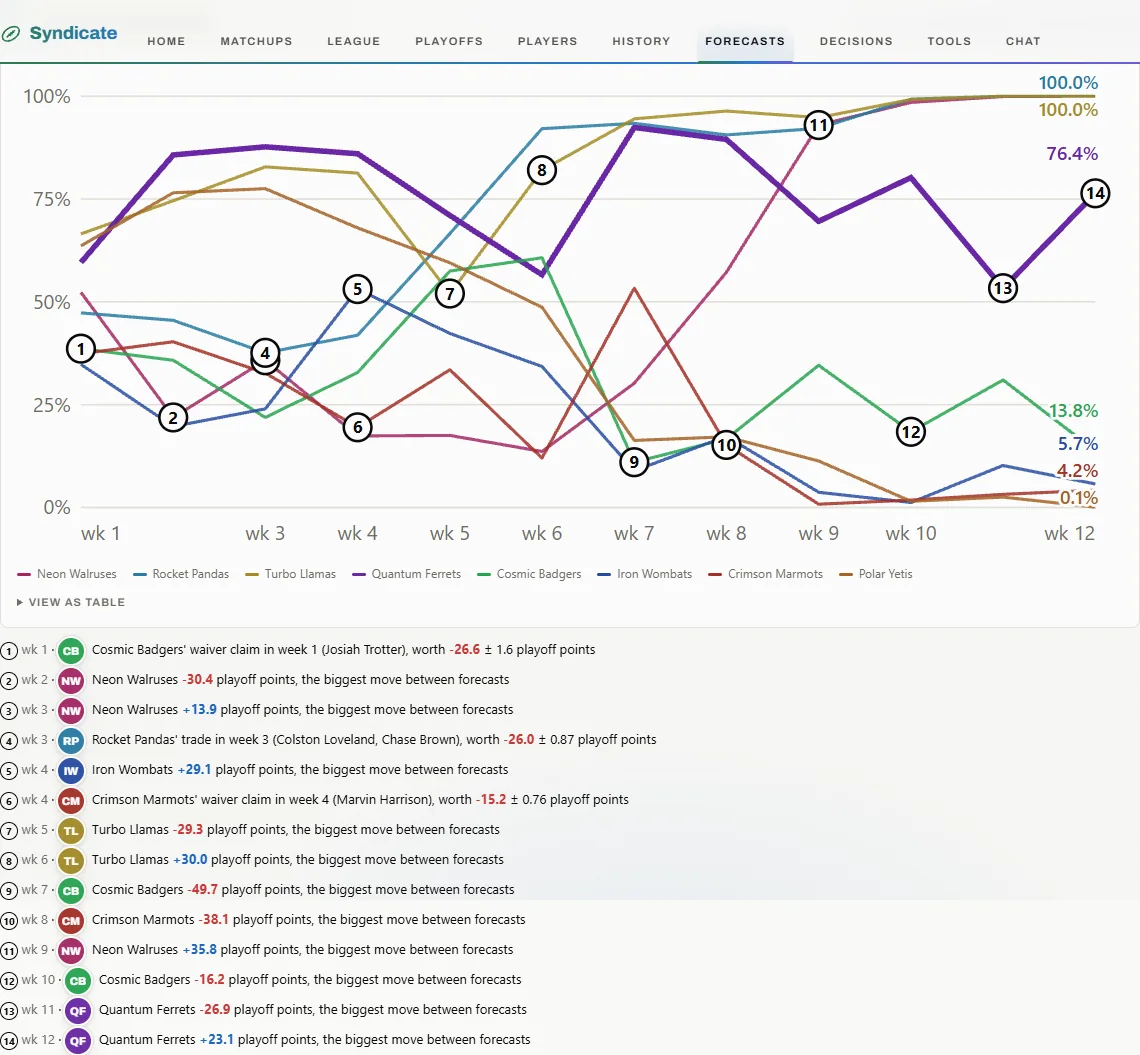 Syndicate
HOME MATCHUPS LEAGUE PLAYOFFS PLAYERS HISTORY FORECASTS DECISIONS TOOLS CHAT
100%
75%
50%
25%
0%
100.0%
100.0%
76.4%
13.8%
5.7%
4.2%
0.1%
1
2
4
5
6
7
8
9
10
11
12
13
14
wk 1 wk 3 wk 4 wk 5 wk 6 wk 7 wk 8 wk 9 wk 10 wk 12
Neon Walruses Rocket Pandas Turbo Llamas Quantum Ferrets Cosmic Badgers Iron Wombats Crimson Marmots Polar Yetis
VIEW AS TABLE
1 wk 1 · CB Cosmic Badgers' waiver claim in week 1 (Josiah Trotter), worth -26.6 ± 1.6 playoff points
2 wk 2 · NW Neon Walruses -30.4 playoff points, the biggest move between forecasts
3 wk 3 · NW Neon Walruses +13.9 playoff points, the biggest move between forecasts
4 wk 3 · RP Rocket Pandas' trade in week 3 (Colston Loveland, Chase Brown), worth -26.0 ± 0.87 playoff points
5 wk 4 · IW Iron Wombats +29.1 playoff points, the biggest move between forecasts
6 wk 4 · CM Crimson Marmots' waiver claim in week 4 (Marvin Harrison), worth -15.2 ± 0.76 playoff points
7 wk 5 · TL Turbo Llamas -29.3 playoff points, the biggest move between forecasts
8 wk 6 · TL Turbo Llamas +30.0 playoff points, the biggest move between forecasts
9 wk 7 · CB Cosmic Badgers -49.7 playoff points, the biggest move between forecasts
10 wk 8 · CM Crimson Marmots -38.1 playoff points, the biggest move between forecasts
11 wk 9 · NW Neon Walruses +35.8 playoff points, the biggest move between forecasts
12 wk 10 · CB Cosmic Badgers -16.2 playoff points, the biggest move between forecasts
13 wk 11 · QF Quantum Ferrets -26.9 playoff points, the biggest move between forecasts
14 wk 12 · QF Quantum Ferrets +23.1 playoff points, the biggest move between forecasts